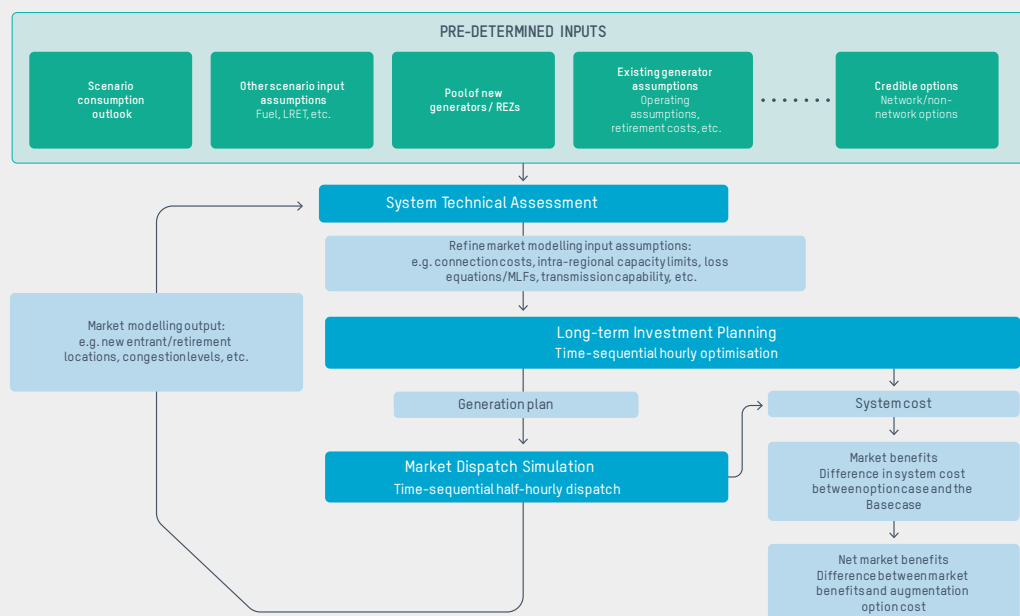 PRE-DETERMINED INPUTS
Scenario
consumption
outlook
Other scenario input
assumptions
Fuel, LRET, etc.
Pool of new
generators / REZs
Existing generator
assumptions
Operating
assumptions,
retirement costs, etc.
Credible options
Network/non-
network options
System Technical Assessment
Refine market modelling input assumptions:
e.g. connection costs, intra-regional capacity limits, loss
equations/MLFs, transmission capability, etc.
Market modelling output:
e.g. new entrant/retirement
locations, congestion levels, etc.
Long-term Investment Planning
Time-sequential hourly optimisation
Generation plan
System cost
Market Dispatch Simulation
Time-sequential half-hourly dispatch
Market benefits
Difference in system cost
between option case and the
Basecase
Net market benefits
Difference between market
benefits and augmentation
option cost